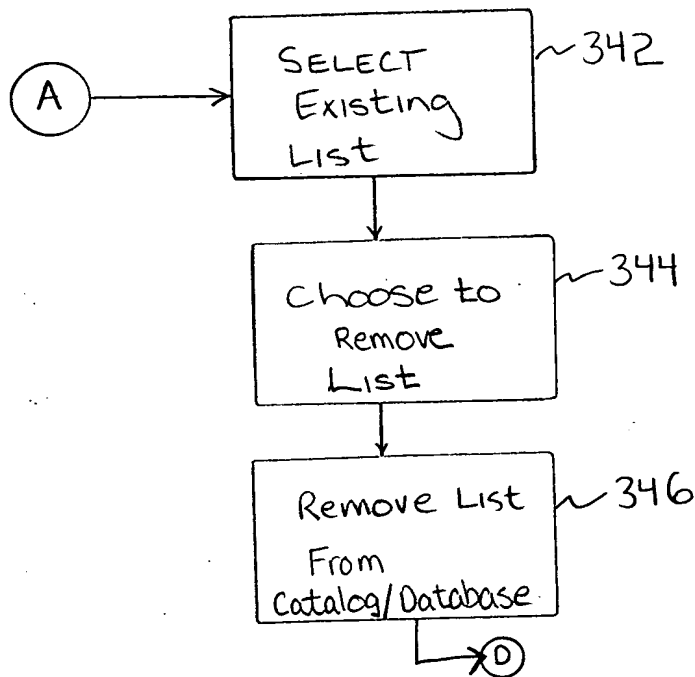 A
SELECT
Existing
List
342
Choose to
Remove
List
344
Remove List
From
Catalog/Database
346
D